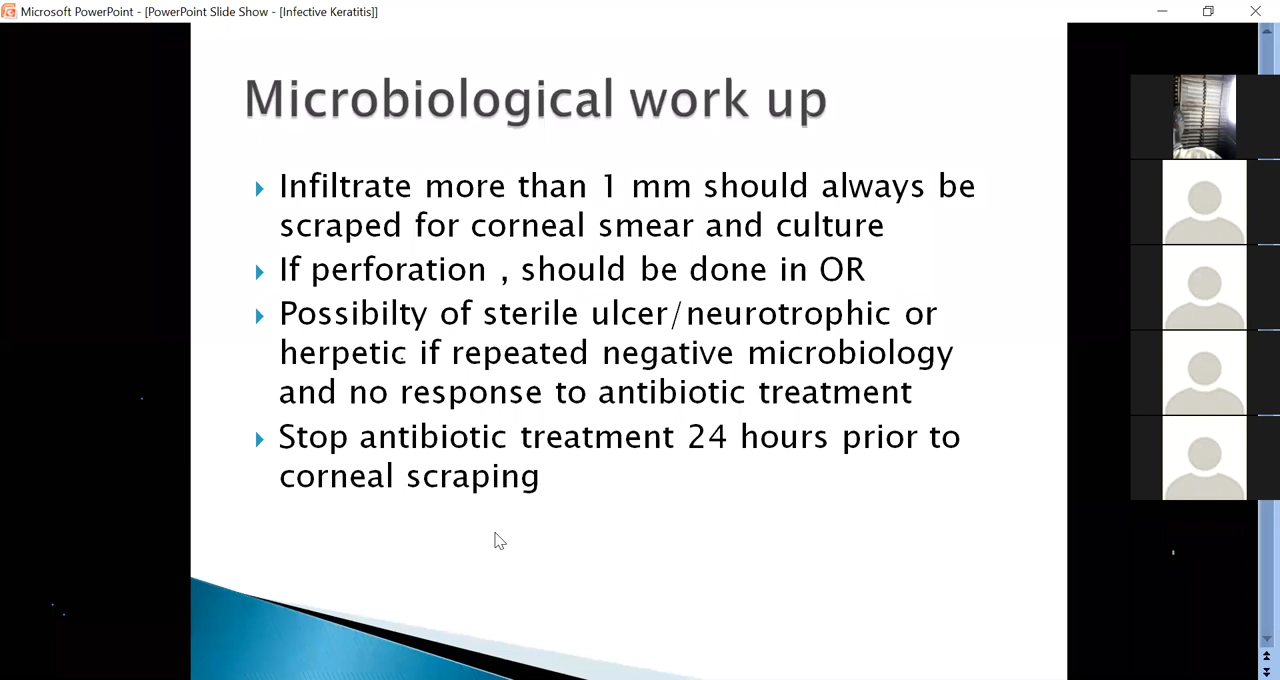 Microsoft PowerPoint - [PowerPoint Slide Show - [Infective Keratitis]]
Microbiological work up
Infiltrate more than 1 mm should always be
scraped for corneal smear and culture
If perforation , should be done in OR
Possibilty of sterile ulcer/neurotrophic or
herpetic if repeated negative microbiology
and no response to antibiotic treatment
Stop antibiotic treatment 24 hours prior to
corneal scraping